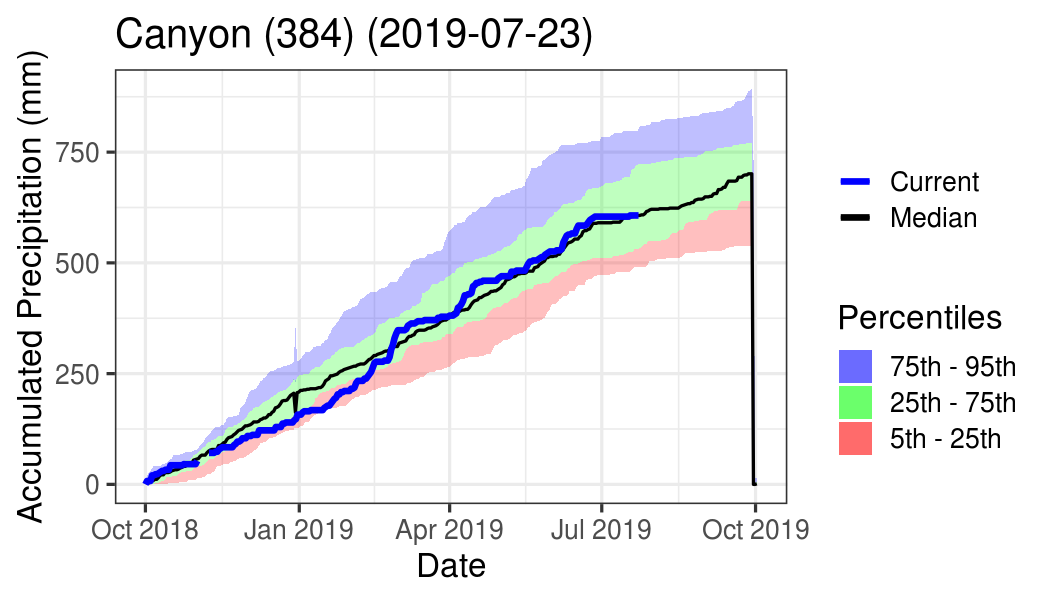 Canyon (384) (2019-07-23)
Accumulated Precipitation (mm)
750
500
250
0
Oct 2018
Jan 2019
Apr 2019
Jul 2019
Oct 2019
Date
Current
Median
Percentiles
75th - 95th
25th - 75th
5th - 25th